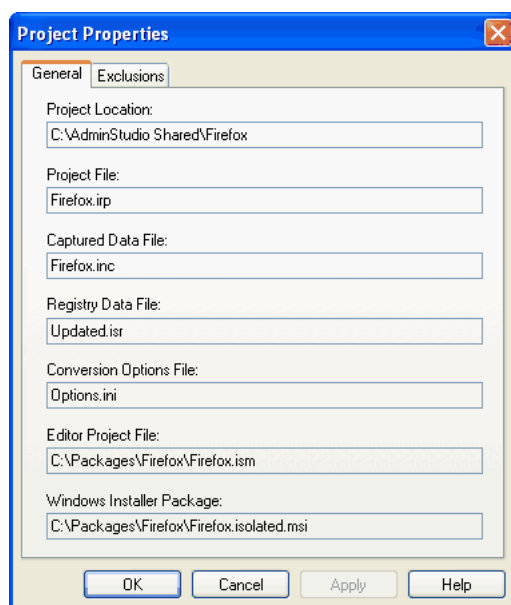 Project Properties
General Exclusions
Project Location:
C:\AdminStudio Shared\Firefox
Project File:
Firefox.irp
Captured Data File:
Firefox.inc
Registry Data File:
Updated.isr
Conversion Options File:
Options.ini
Editor Project File:
C:\Packages\Firefox\Firefox.ism
Windows Installer Package:
C:\Packages\Firefox\Firefox.isolated.msi
OK Cancel Apply Help